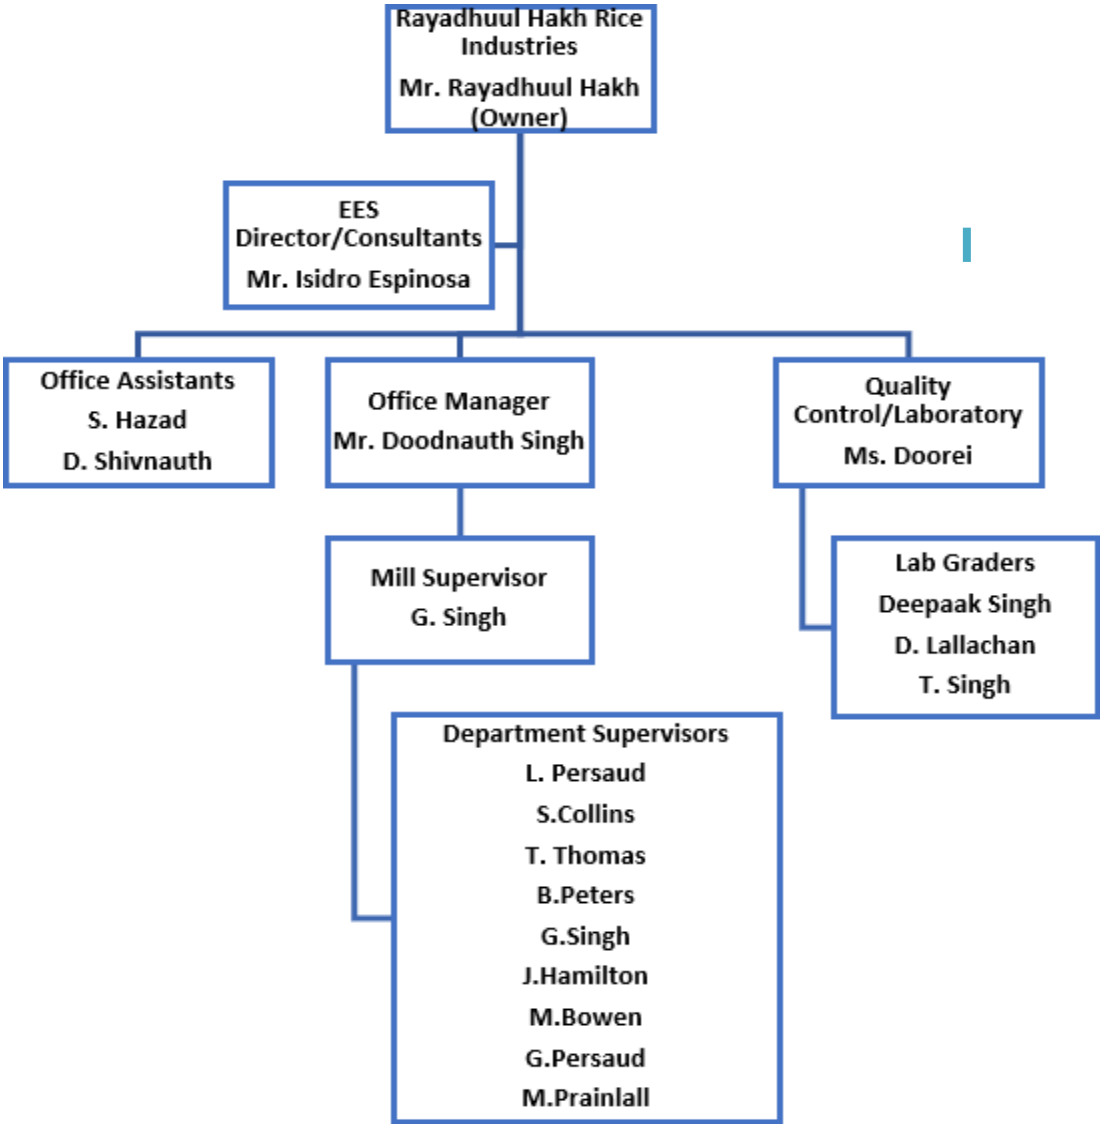 Rayadhuul Hakh Rice
Industries
Mr. Rayadhuul Hakh
(Owner)
EES
Director/Consultants
Mr. Isidro Espinosa
Office Assistants
S. Hazad
D. Shivnauth
Office Manager
Mr. Doodnauth Singh
Quality
Control/Laboratory
Ms. Doorei
Mill Supervisor
G. Singh
Lab Graders
Deepaak Singh
D. Lallachan
T. Singh
Department Supervisors
L. Persaud
S.Collins
T. Thomas
B.Peters
G.Singh
J.Hamilton
M.Bowen
G.Persaud
M.Prainlall